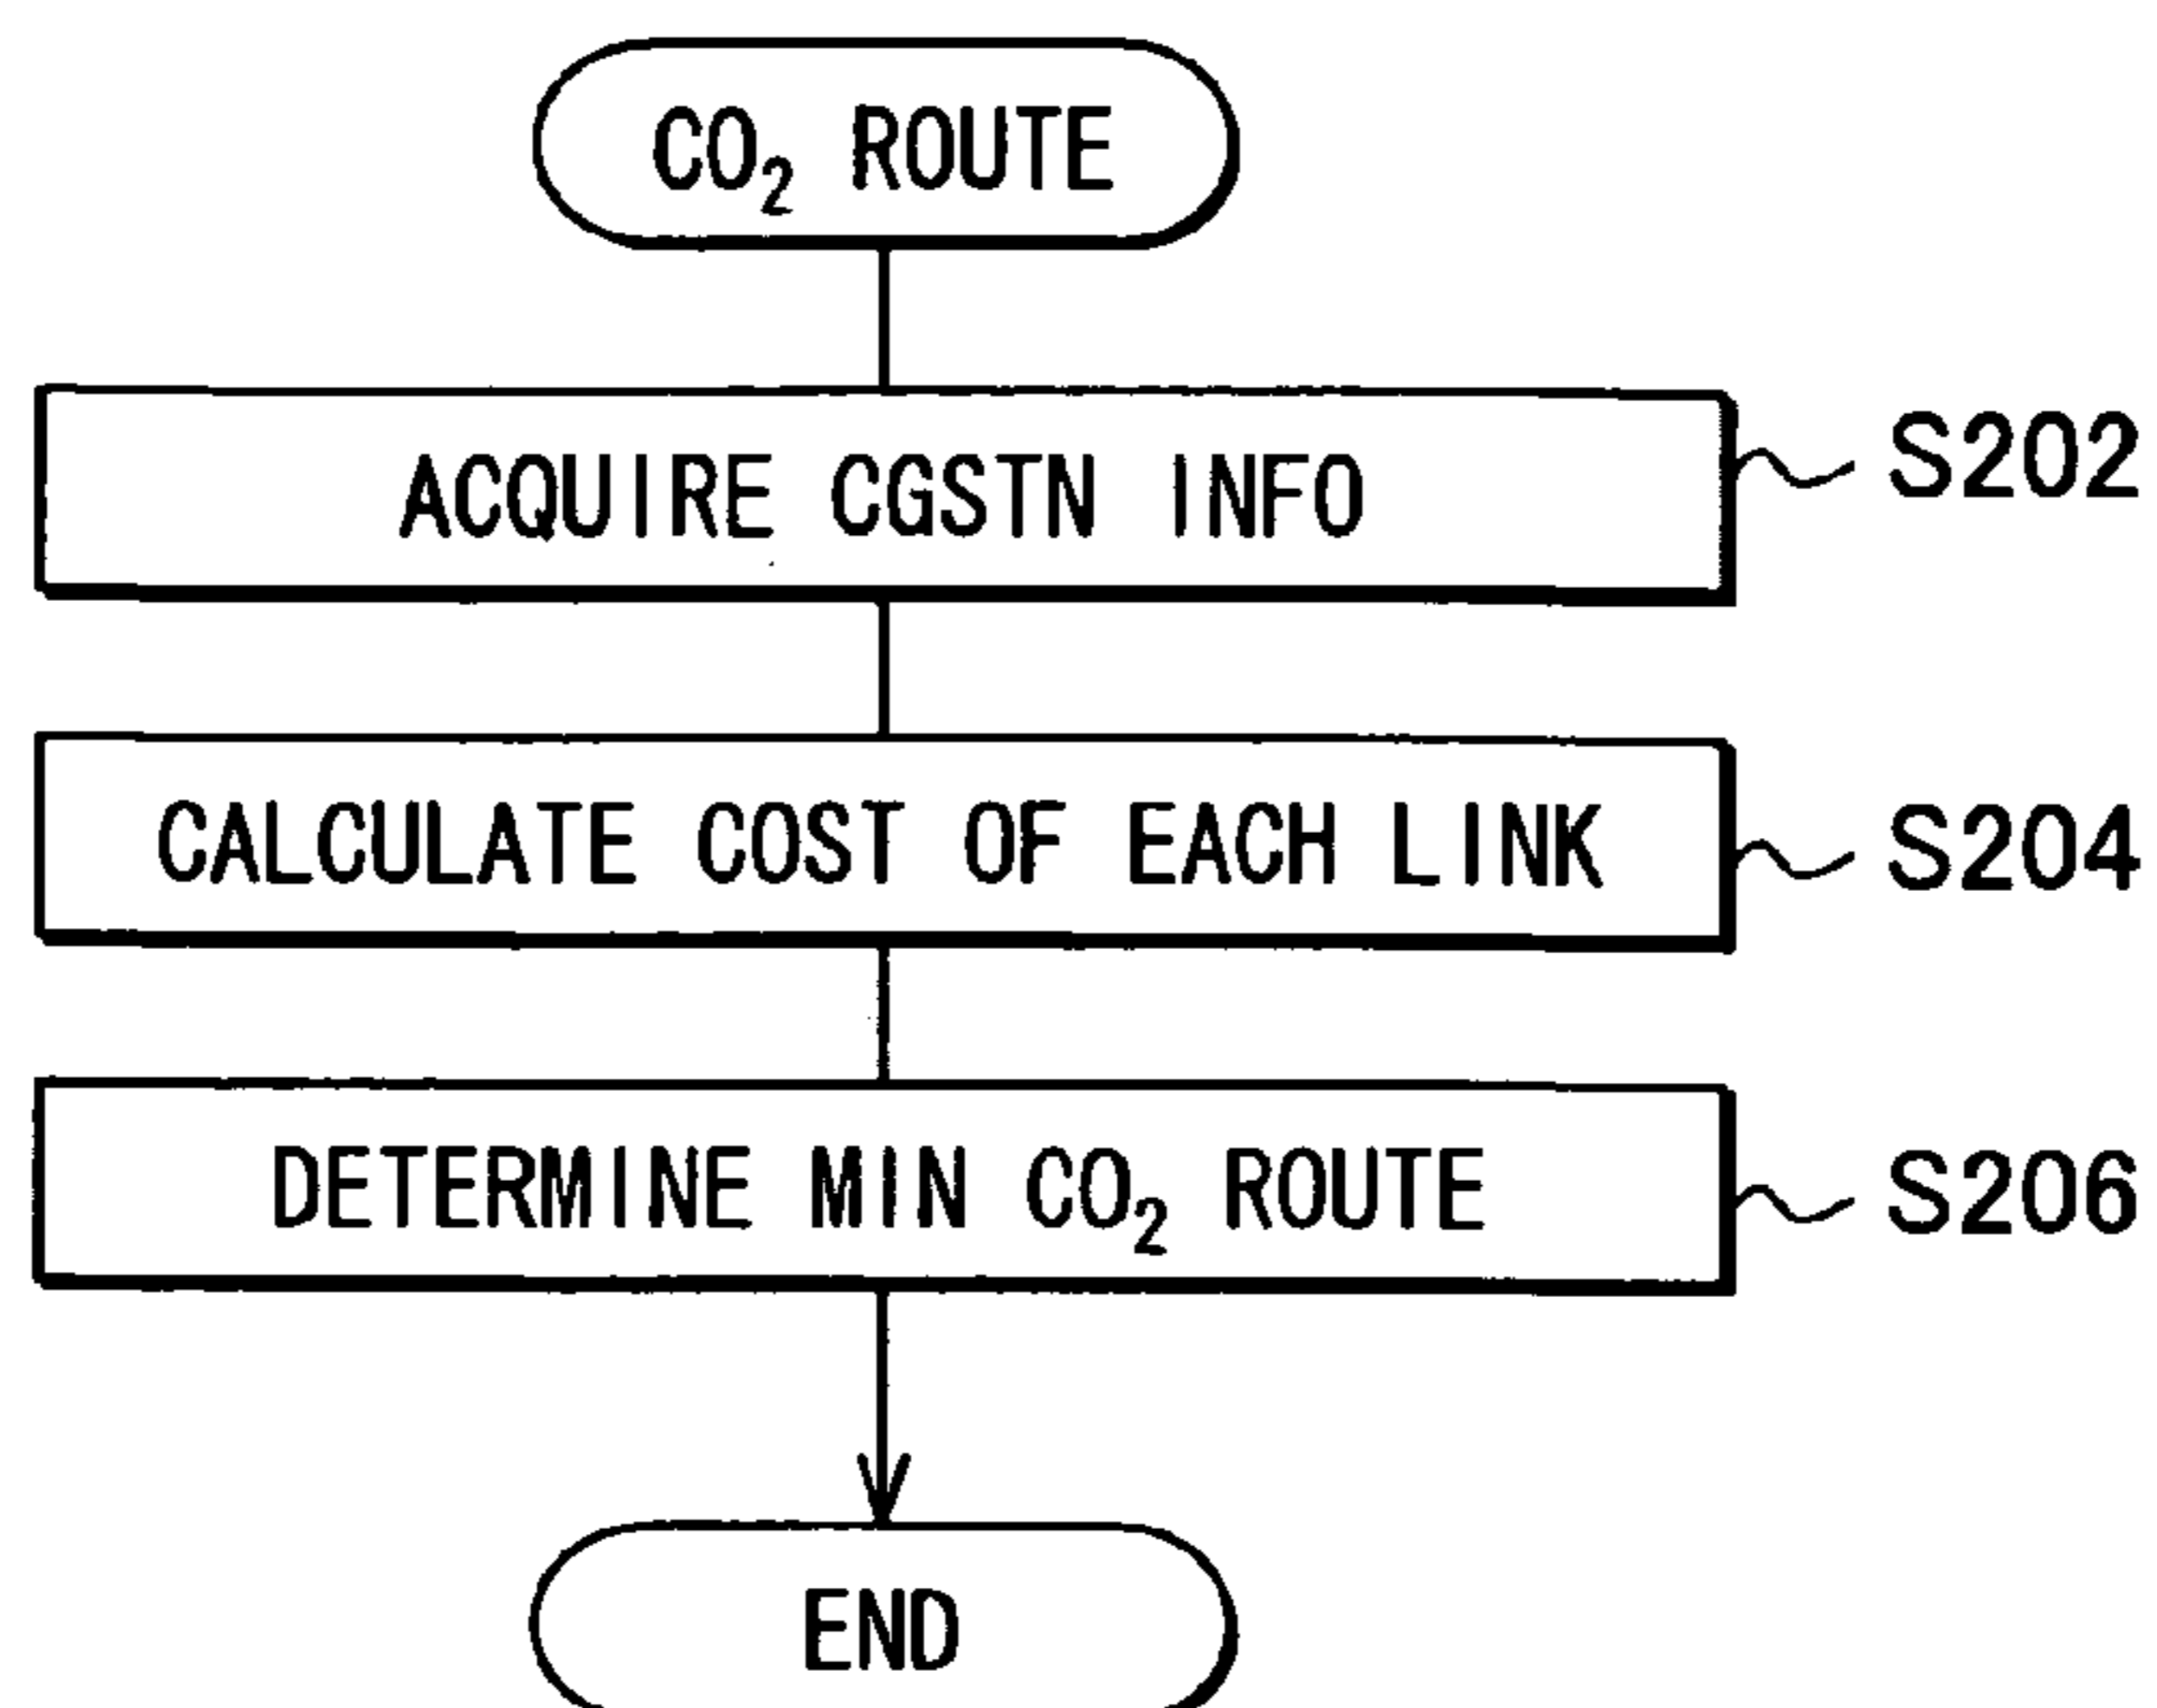 CO₂ ROUTE
ACQUIRE CGSTN INFO
S202
CALCULATE COST OF EACH LINK
S204
DETERMINE MIN CO₂ ROUTE
S206
END